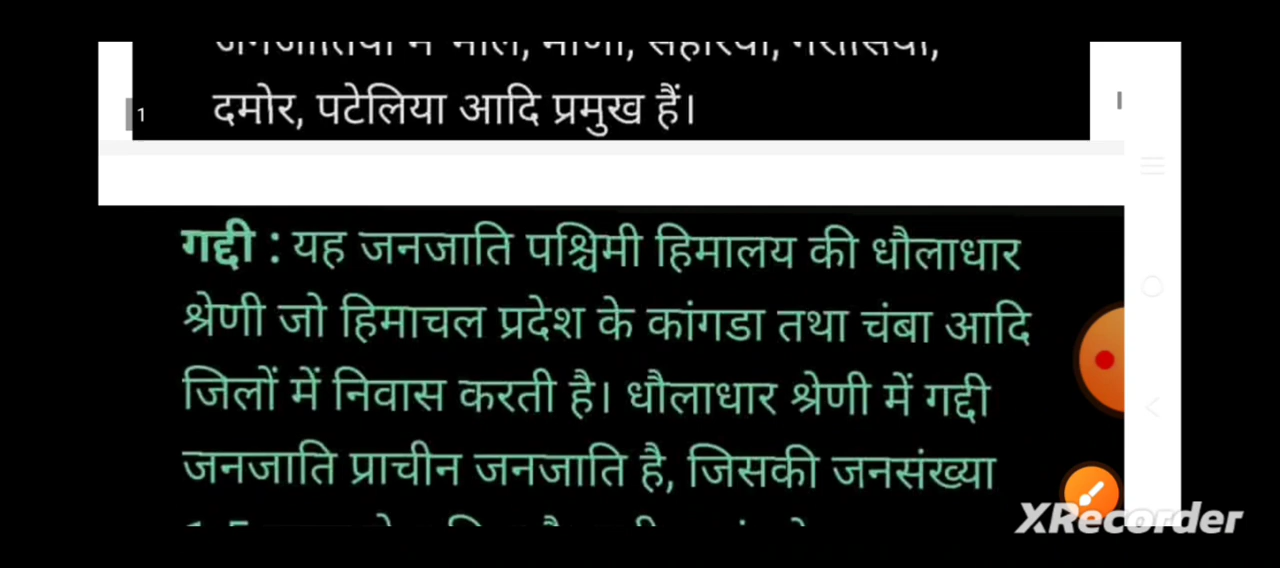 दमोर, पटेलिया आदि प्रमुख हैं।
1
गद्दी : यह जनजाति पश्चिमी हिमालय की धौलाधार
श्रेणी जो हिमाचल प्रदेश के कांगडा तथा चंबा आदि
जिलों में निवास करती है। धौलाधार श्रेणी में गद्दी
जनजाति प्राचीन जनजाति है, जिसकी जनसंख्या
XRecorder